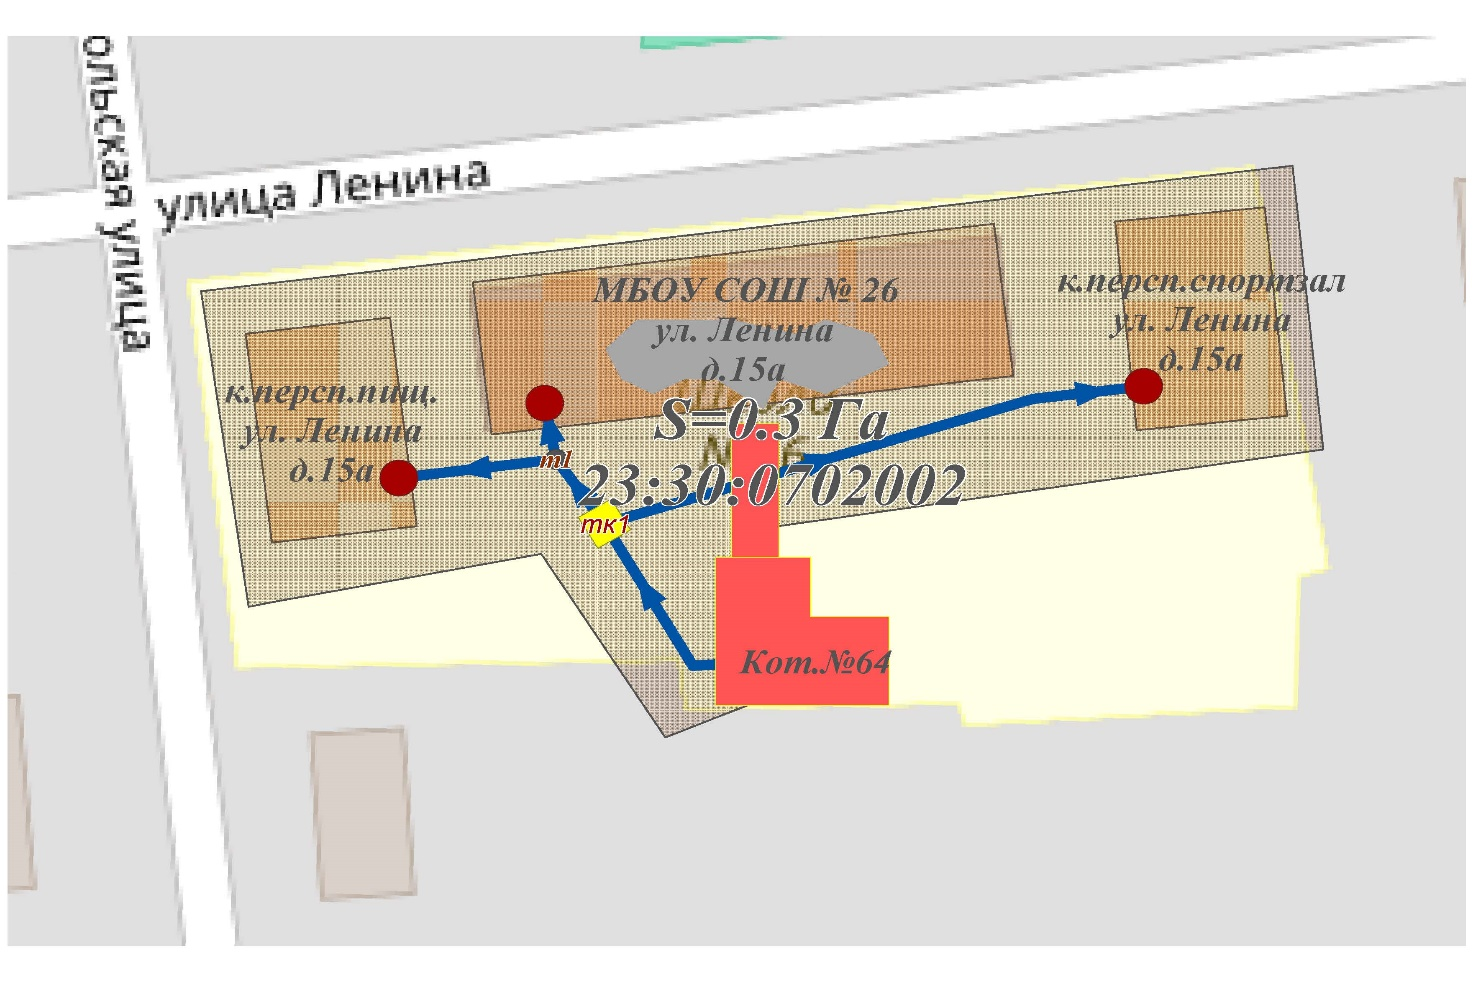 ольская улица
улица Ленина
МБОУ СОШ № 26
ул. Ленина
д.15а
к.персп.спортзал
ул. Ленина
д.15а
к.персп.пищ.
ул. Ленина
д.15а
S=0.3 Га
23:30:0702002
т1
тк1
Кот.№64